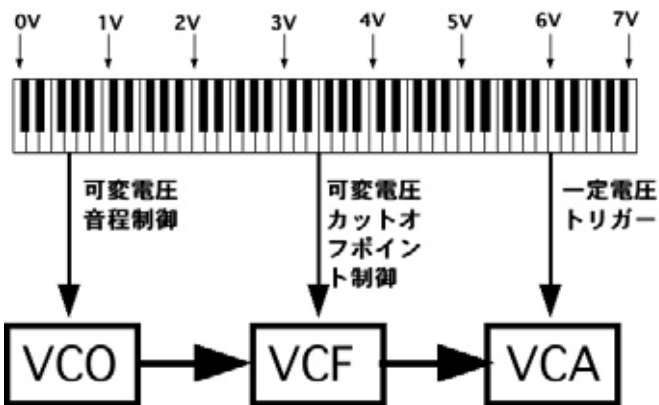 0V 1V 2V 3V 4V 5V 6V 7V
可変電圧
音程制御
可変電圧
カットオ
フポイン
ト制御
一定電圧
トリガー
VCO VCF VCA